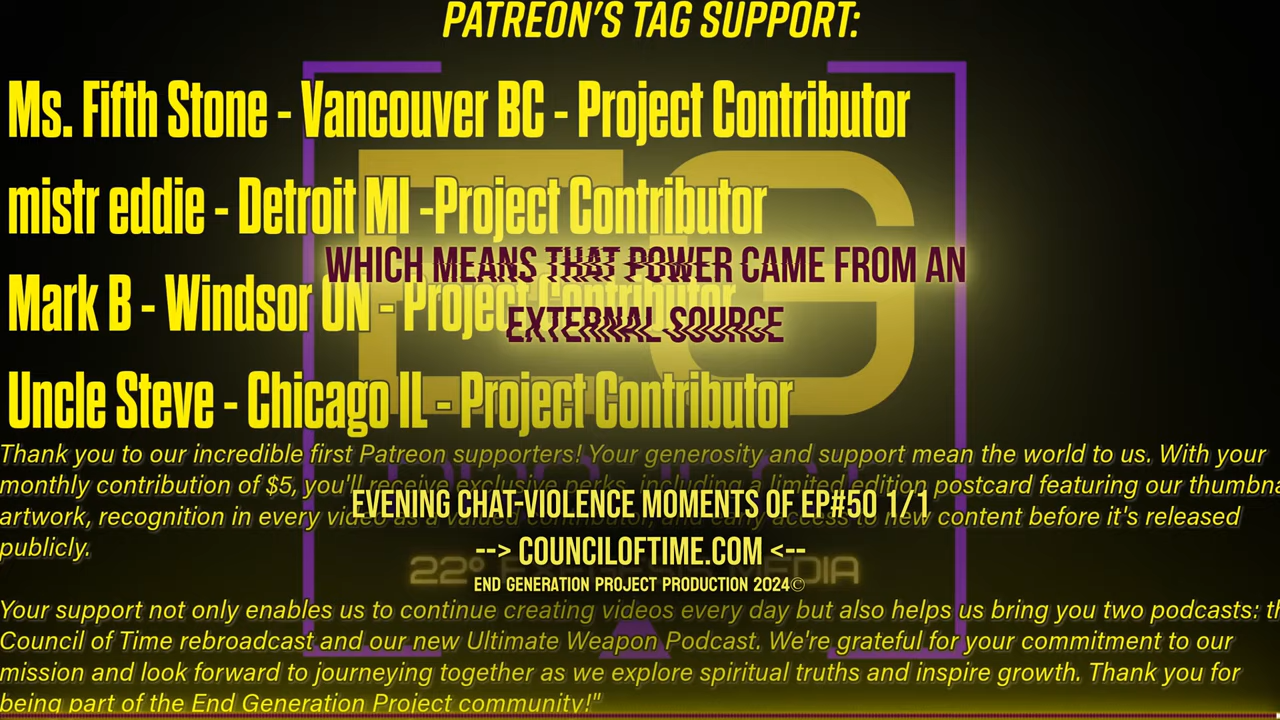 PATREON'S TAG SUPPORT:
Ms. Fifth Stone - Vancouver BC - Project Contributor
mistr eddie - Detroit MI -Project Contributor
WHICH MEANS THAT POWER CAME FROM AN
Mark B - Windsor ON - Project Contributor
EXTERNAL SOURCE
Uncle Steve - Chicago IL - Project Contributor
Thank you to our incredible first Patreon supporters! Your generosity and support mean the world to us. With your
monthly contribution of $5, you'll receive exclusive perks, including a limited edition postcard featuring our thumbna
EVENING CHAT-VIOLENCE MOMENTS OF EP#50 1/1
artwork, recognition in every video as a valued contributor, and early access to new content before it's released
publicly.
--> COUNCILOFTIME.COM <--
22°
MEDIA
END GENERATION PROJECT PRODUCTION 2024©
Your support not only enables us to continue creating videos every day but also helps us bring you two podcasts: th
Council of Time rebroadcast and our new Ultimate Weapon Podcast. We're grateful for your commitment to our
mission and look forward to journeying together as we explore spiritual truths and inspire growth. Thank you for
being part of the End Generation Project community!"
EG